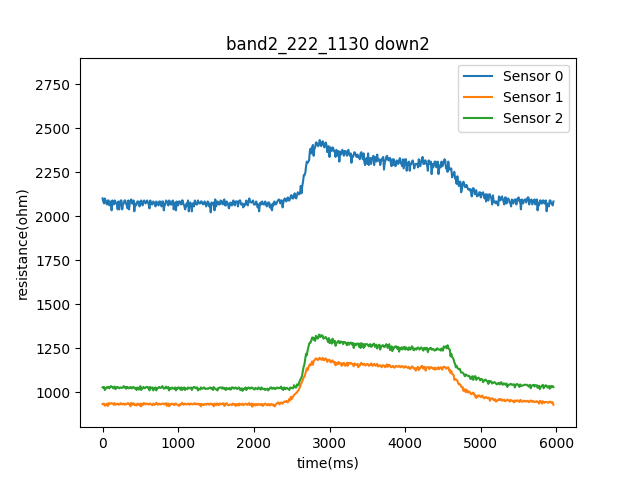 band2_222_1130 down2
Sensor 0
Sensor 1
Sensor 2
resistance(ohm)
2750
2500
2250
2000
1750
1500
1250
1000
0 1000 2000 3000 4000 5000 6000
time(ms)